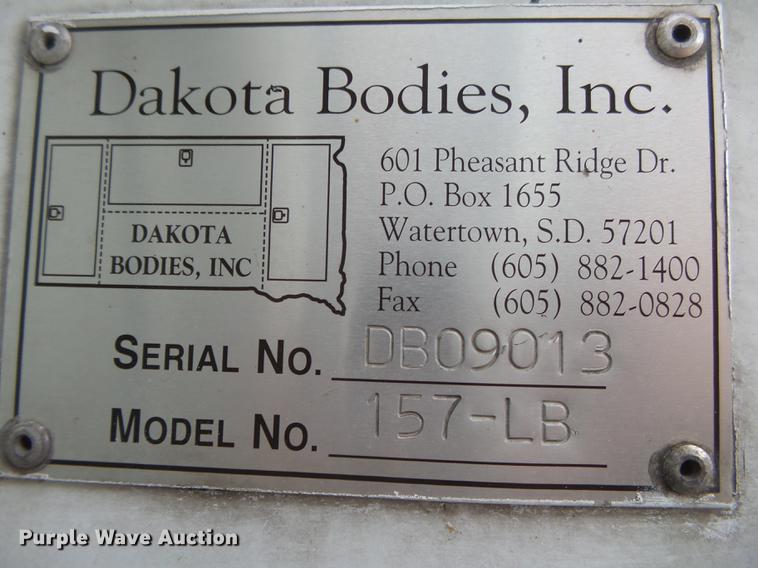 Dakota Bodies, Inc.
DAKOTA
BODIES, INC
601 Pheasant Ridge Dr.
P.O. Box 1655
Watertown, S.D. 57201
Phone (605) 882-1400
Fax (605) 882-0828
SERIAL NO. DB09013
MODEL NO. 157-LB
Purple Wave Auction